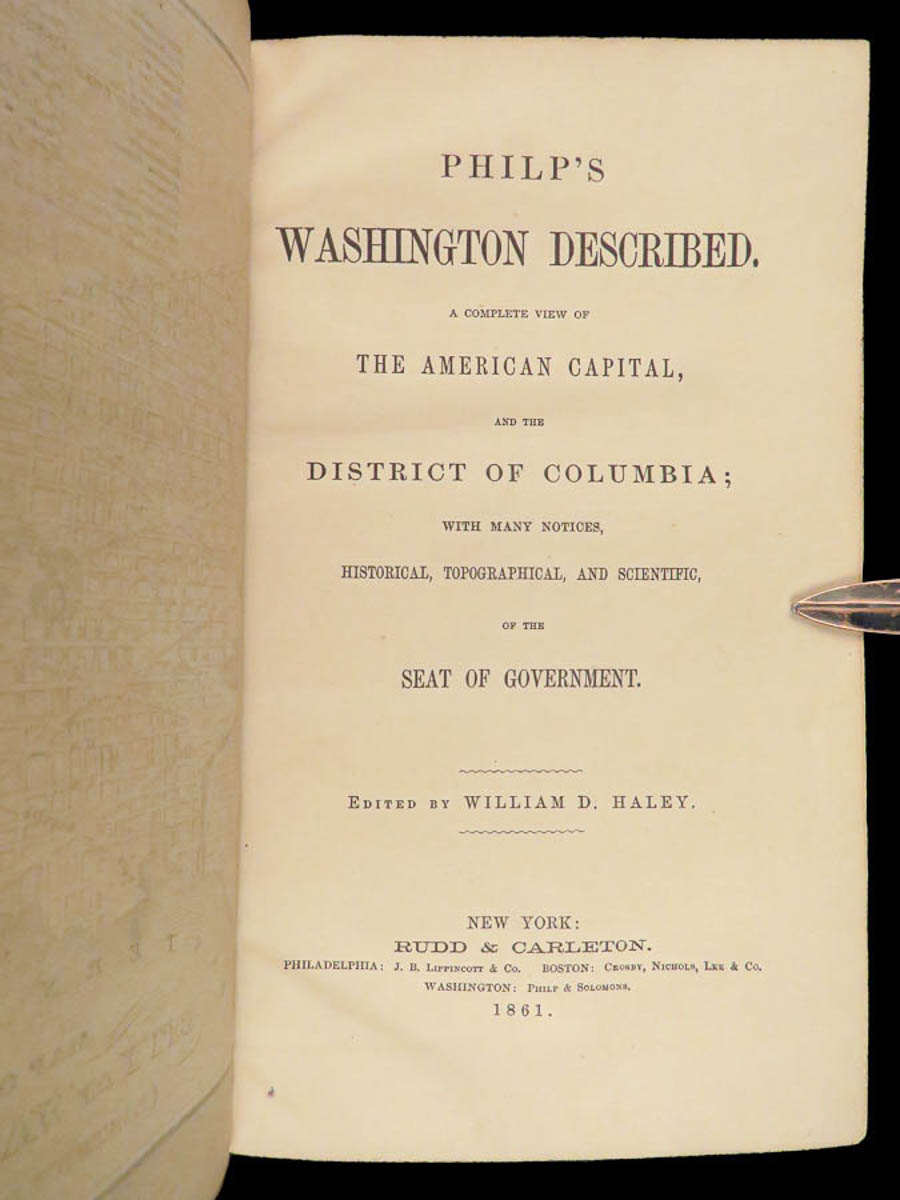 PHILP'S
WASHINGTON DESCRIBED.
A COMPLETE VIEW OF
THE AMERICAN CAPITAL,
AND THE
DISTRICT OF COLUMBIA;
WITH MANY NOTICES,
HISTORICAL, TOPOGRAPHICAL, AND SCIENTIFIC,
OF THE
SEAT OF GOVERNMENT.
EDITED BY WILLIAM D. HALEY.
NEW YORK:
RUDD & CARLETON.
PHILADELPHIA: J. B. LIPPINCOTT & CO. BOSTON: CROSBY, NICHOLS, LEE & CO.
WASHINGTON: PHILP & SOLOMONS.
1861.